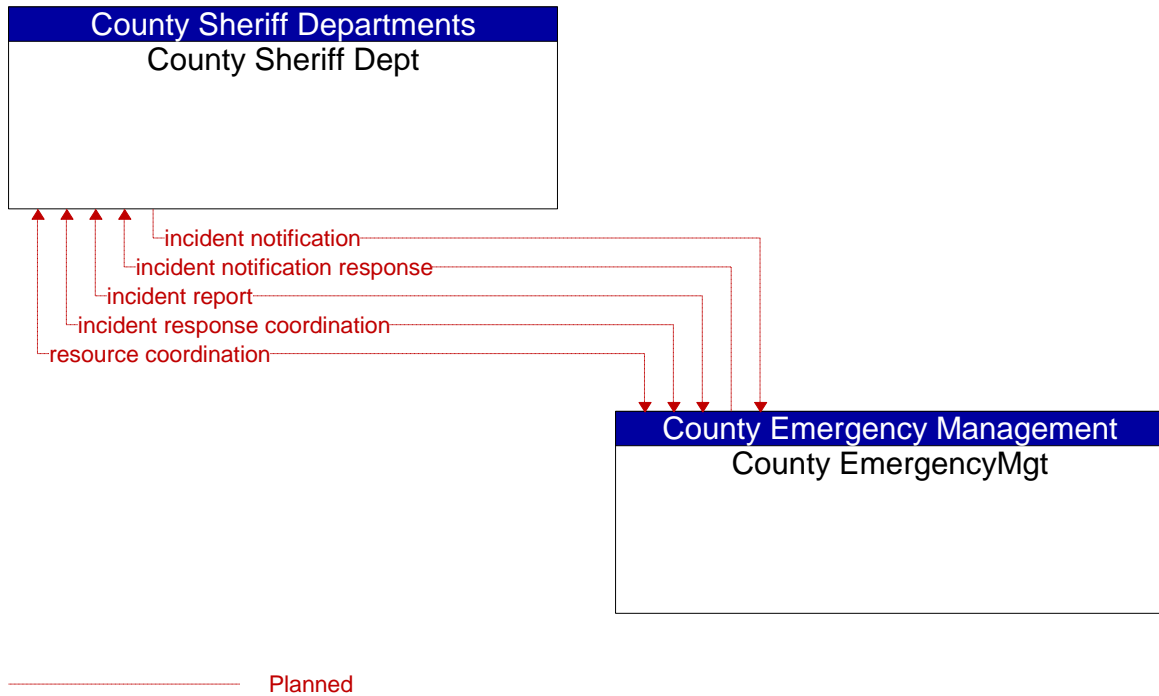 County Sheriff Departments
County Sheriff Dept
incident notification
incident notification response
incident report
incident response coordination
resource coordination
County Emergency Management
County EmergencyMgt
Planned